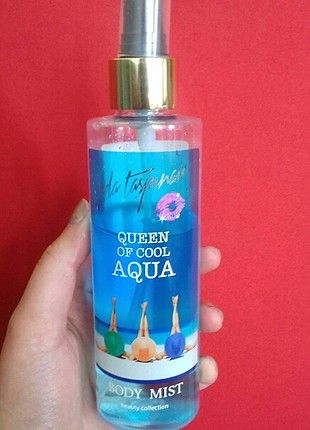 QUEEN
OF COOL
AQUA
BODY MIST
beauty collection